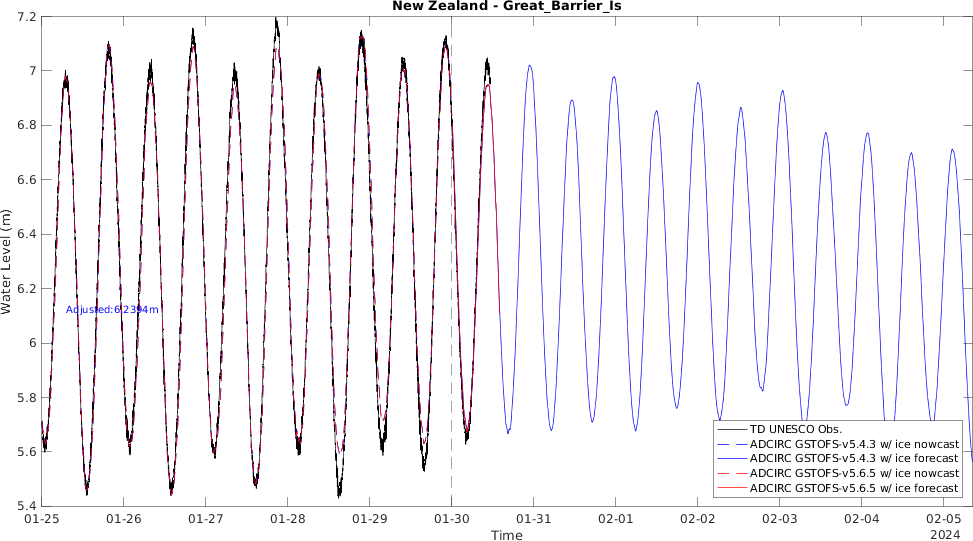 New Zealand - Great_Barrier_Is
7.2
7
6.8
6.6
6.4
6.2
6
5.8
5.6
5.4
Water Level (m)
Adjusted:6.2394m
TD UNESCO Obs.
ADCIRC GSTOFS-v5.4.3 w/ ice nowcast
ADCIRC GSTOFS-v5.4.3 w/ ice forecast
ADCIRC GSTOFS-v5.6.5 w/ ice nowcast
ADCIRC GSTOFS-v5.6.5 w/ ice forecast
01-25 01-26 01-27 01-28 01-29 01-30 01-31 02-01 02-02 02-03 02-04 02-05
2024
Time